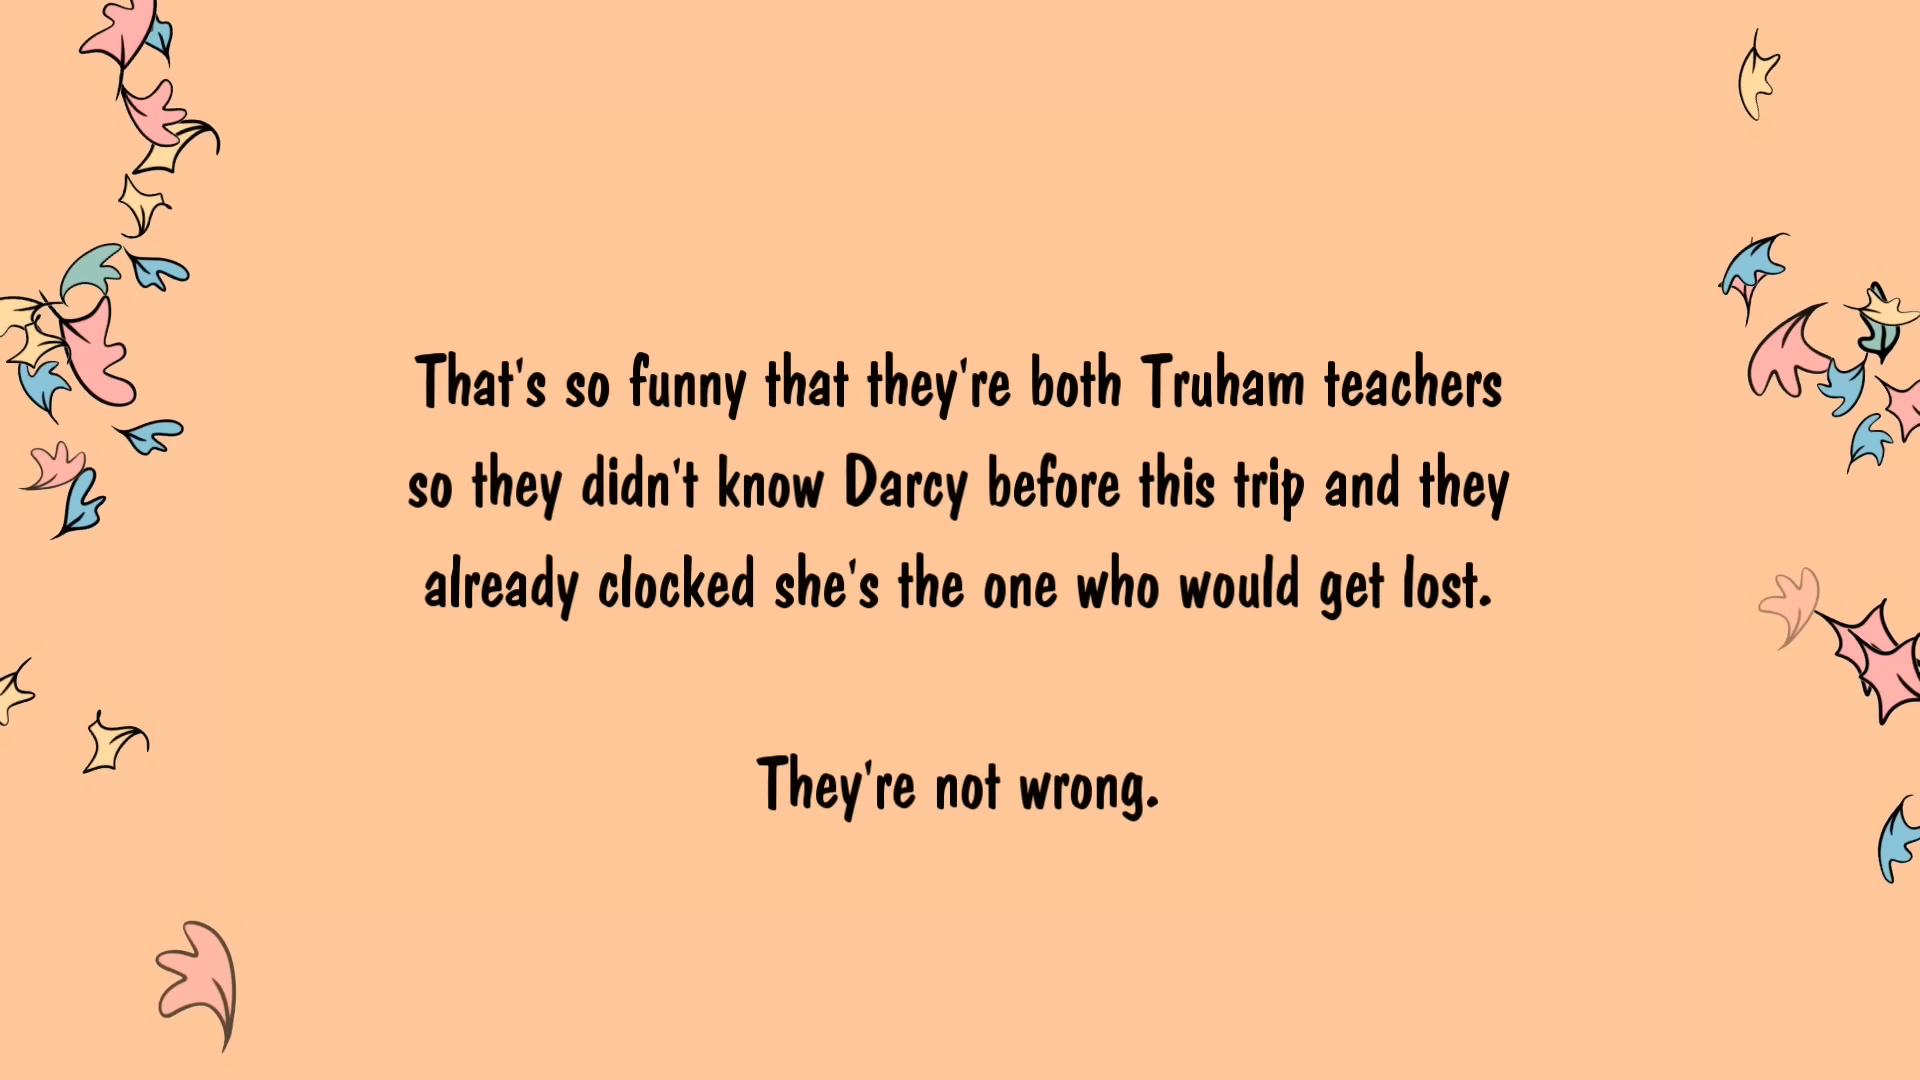 That's so funny that they're both Truham teachers
so they didn't know Darcy before this trip and they
already clocked she's the one who would get lost.
They're not wrong.